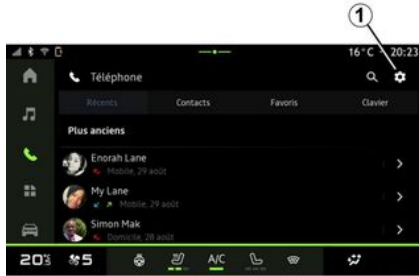 1
16°C 20:23
Téléphone
Récents Contacts Favoris Clavier
Plus anciens
Enorah Lane
Mobile, 29 août
My Lane
Mobile, 29 août
Simon Mak
Domicile, 28 août
20 5 A/C